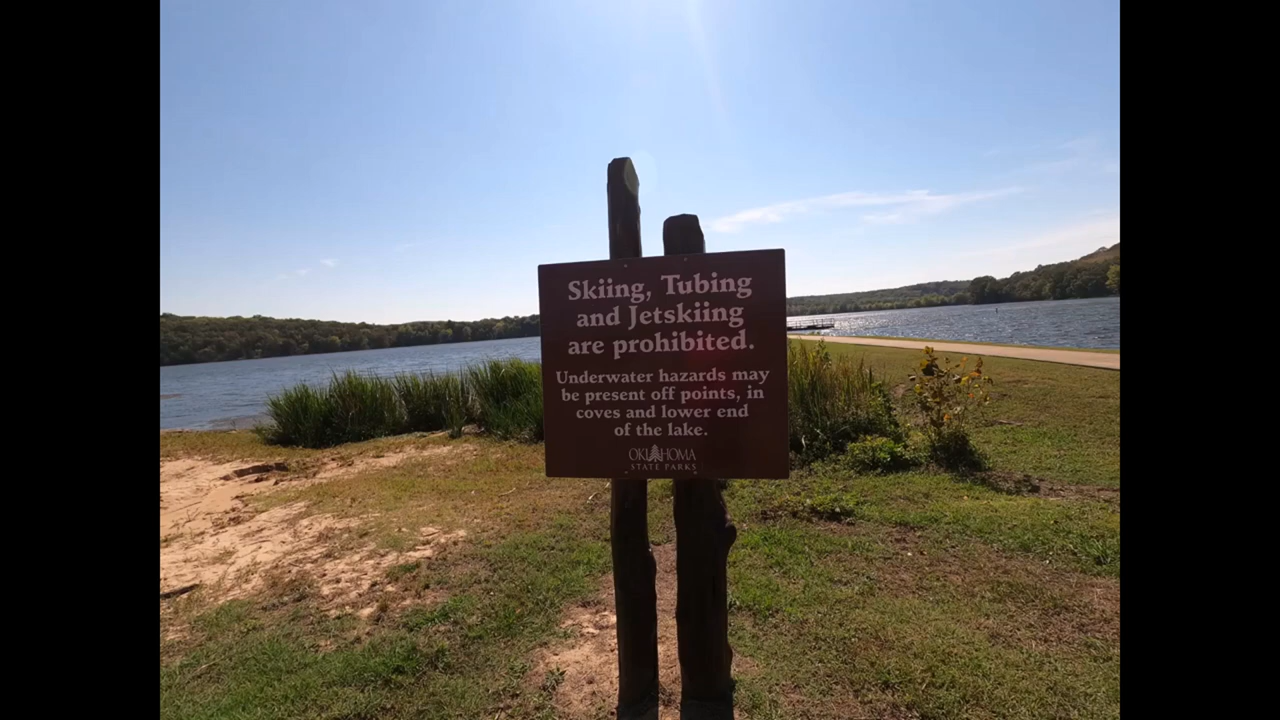 Skiing, Tubing
and Jetskiing
are prohibited.
Underwater hazards may
be present off points, in
coves and lower end
of the lake.
OKLAHOMA
STATE PARKS